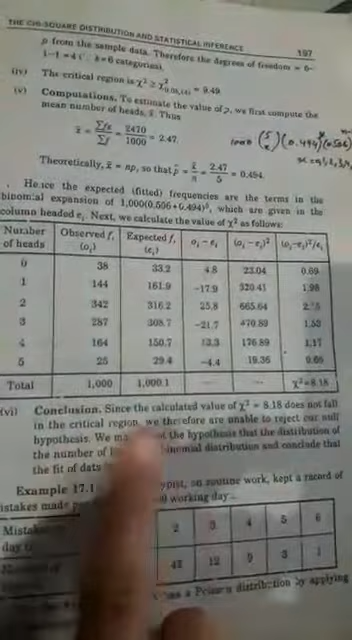 THE CHI-SQUARE DISTRIBUTION AND STATISTICAL INFERENCE 197
p from the sample data. Therefore the degrees of freedom = 6-
1-1=4 k=6 categories).
(iv) The critical region is χ² ≥ χ²0.05,(4) = 9.49
(v) Computations. To estimate the value of p, we first compute the
mean number of heads, x̄. Thus
x̄ = Σfx/Σf = 2470/1000 = 2.47
1000 (5 x)(0.494)
Theoretically, x̄ = np, so that p̂ = x̄/n = 2.47/5 = 0.494.
Hence the expected (fitted) frequencies are the terms in the
binomial expansion of 1,000(0.506+0.494)⁵, which are given in the
column headed eᵢ. Next, we calculate the value of χ² as follows:
Number of heads Observed f, (oᵢ) Expected f, (eᵢ) oᵢ – eᵢ (oᵢ–eᵢ)² (oᵢ–eᵢ)²/eᵢ
0 38 33.2 4.8 23.04 0.69
1 144 161.9 –17.9 320.41 1.98
2 342 316.2 25.8 665.64
3 287 308.7 –21.7 470.89 1.53
4 164 150.7 13.3 176.89 1.17
5 25 29.4 –4.4 19.36 0.66
Total 1,000 1,000.1 --- --- χ²=8.18
(vi) Conclusion. Since the calculated value of χ² = 8.18 does not fall
in the critical region, we therefore are unable to reject our null
hypothesis. We the hypothesis that the distribution of
the number of binomial distribution and conclude that
the fit of data
Example 17.1 typist, on routine work, kept a record of
mistakes made working day
Mistakes 2 3 4 5 6
day
42 12 9 3 1
as a Poisson distribution by applying